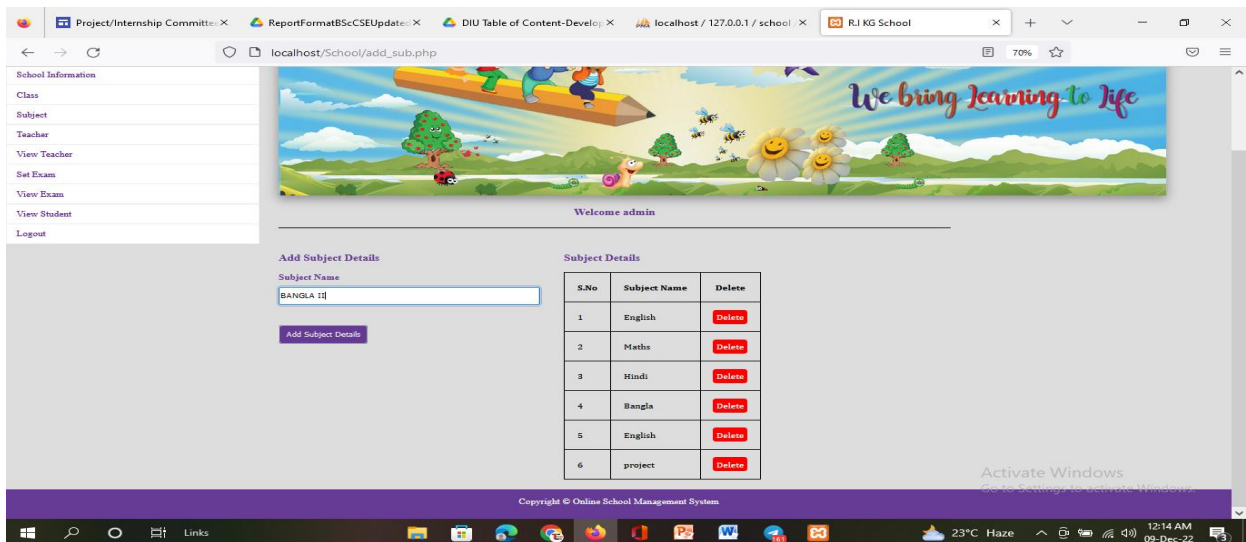 Project/Internship Committee
ReportFormatBScCSEUpdated
DIU Table of Content-Develop
localhost / 127.0.0.1 / school /
R.I KG School
localhost/School/add_sub.php
70%
School Information
Class
Subject
Teacher
View Teacher
Set Exam
View Exam
View Student
Logout
We bring learning to life
Welcome admin
Add Subject Details
Subject Name
BANGLA II
Add Subject Details
Subject Details
S.No Subject Name Delete
1 English Delete
2 Maths Delete
3 Hindi Delete
4 Bangla Delete
5 English Delete
6 project Delete
Activate Windows
Go to Settings to activate Windows.
Copyright © Online School Management System
Links
23°C Haze
12:14 AM
09-Dec-22